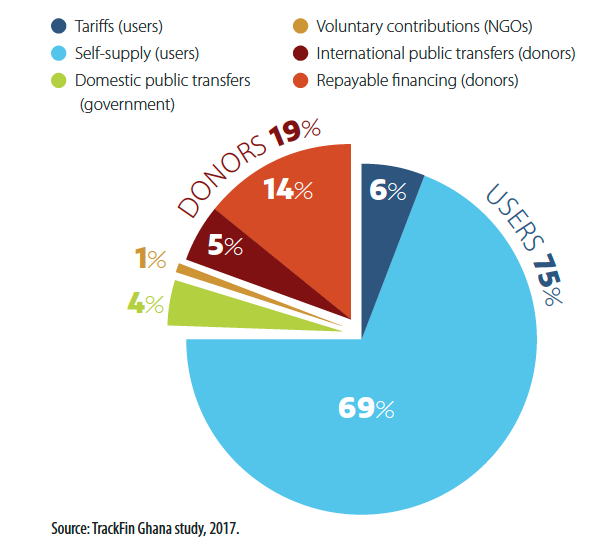 Tariffs (users)
Self-supply (users)
Domestic public transfers
(government)
Voluntary contributions (NGOs)
International public transfers (donors)
Repayable financing (donors)
DONORS 19%
14%
6%
USERS 75%
5%
1%
4%
69%
Source: TrackFin Ghana study, 2017.